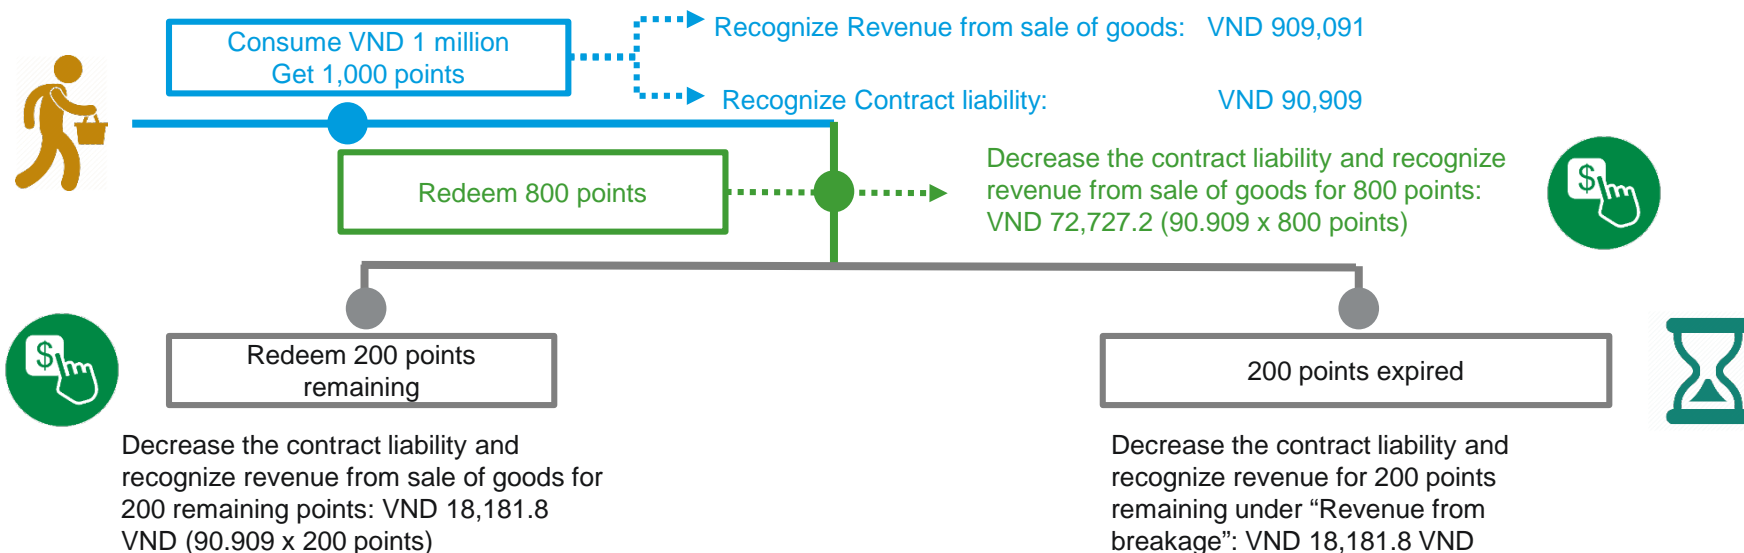 Consume VND 1 million
Get 1,000 points
Recognize Revenue from sale of goods: VND 909,091
Recognize Contract liability: VND 90,909
Redeem 800 points
Decrease the contract liability and recognize
revenue from sale of goods for 800 points:
VND 72,727.2 (90.909 x 800 points)
$
$
Redeem 200 points
remaining
200 points expired
Decrease the contract liability and
recognize revenue from sale of goods for
200 remaining points: VND 18,181.8
VND (90.909 x 200 points)
Decrease the contract liability and
recognize revenue for 200 points
remaining under “Revenue from
breakage”: VND 18,181.8 VND